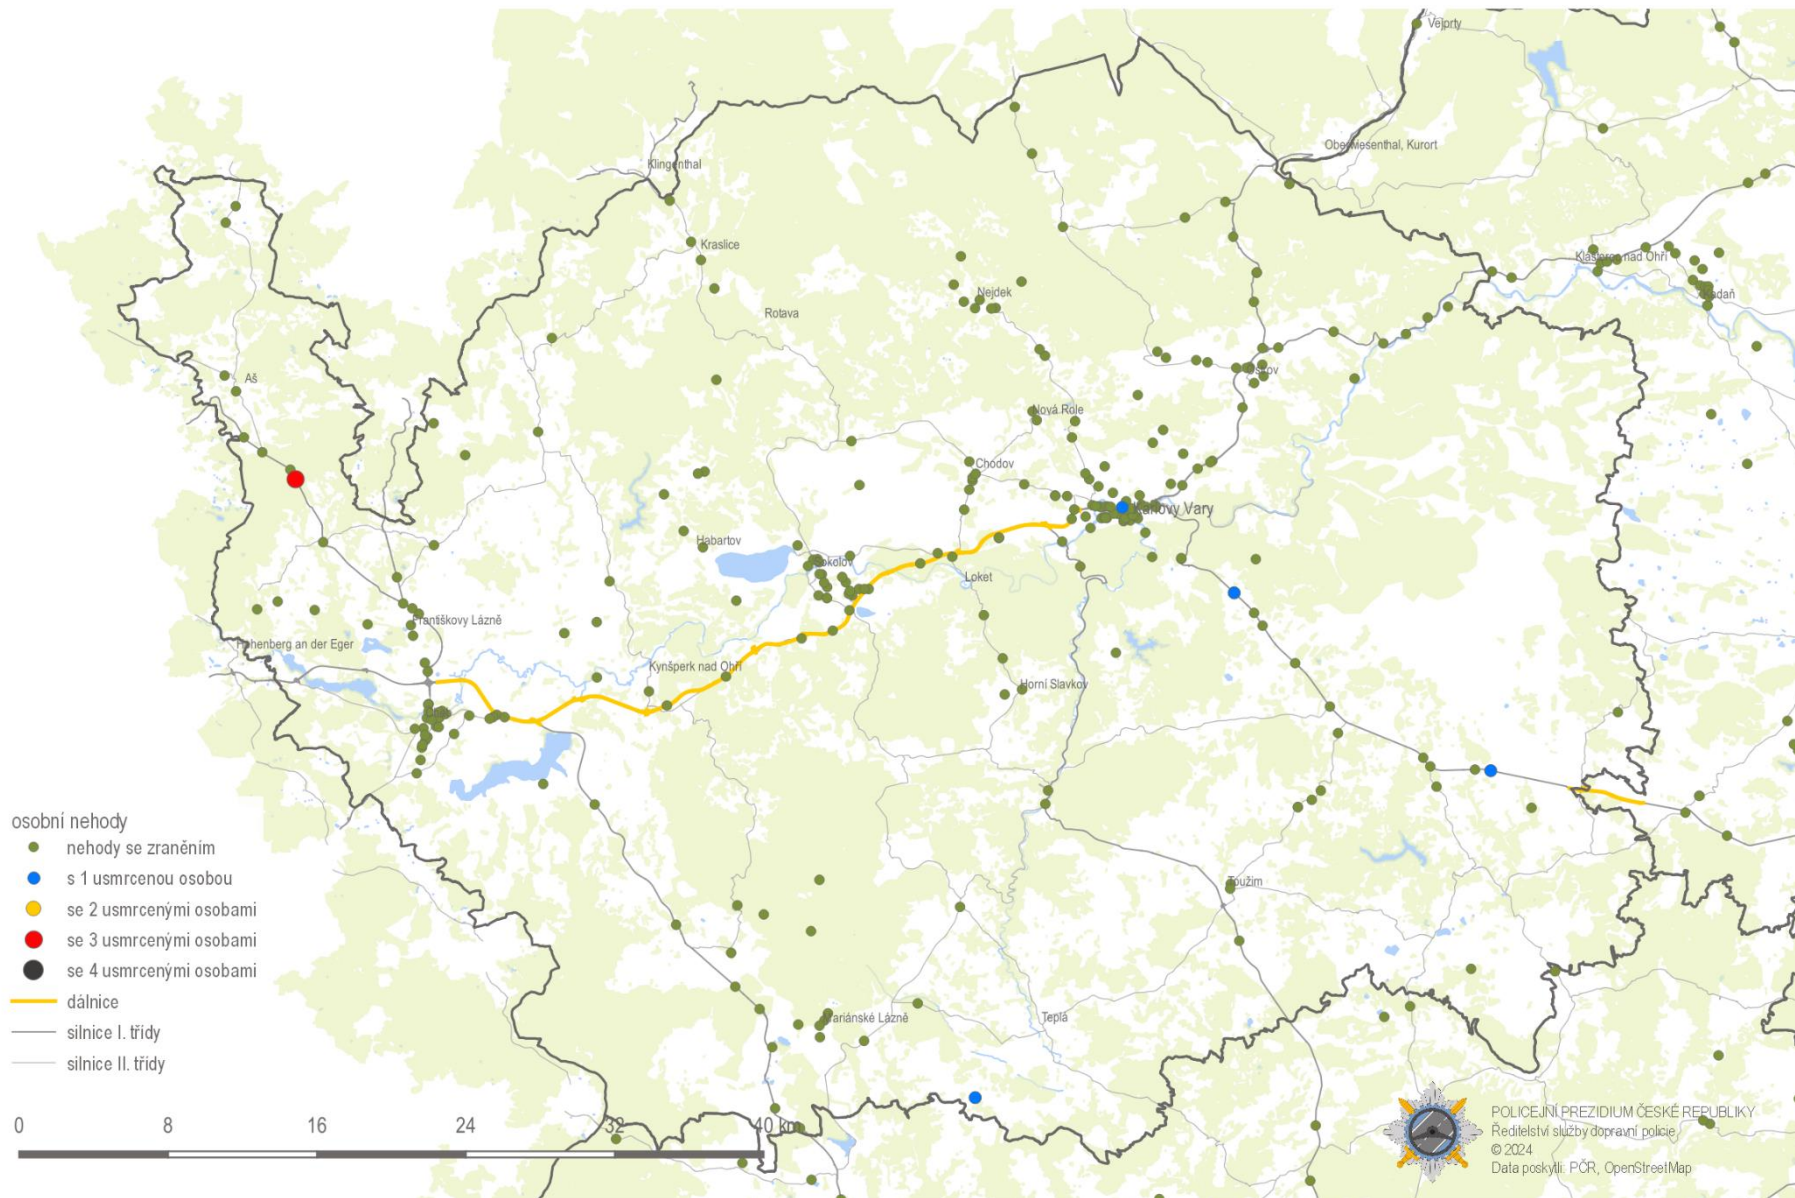 Vejprty
Oberwiesenthal, Kurort
Klingenthal
Kraslice
Klášterec nad Ohří
Nejdek
Kadaň
Rotava
Aš
Ostrov
Nová Role
Chodov
Karlovy Vary
Habartov
Sokolov
Loket
Františkovy Lázně
Hohenberg an der Eger
Kynšperk nad Ohří
Horní Slavkov
Toužim
Mariánské Lázně
Teplá
osobní nehody
nehody se zraněním
s 1 usmrcenou osobou
se 2 usmrcenými osobami
se 3 usmrcenými osobami
se 4 usmrcenými osobami
dálnice
silnice I. třídy
silnice II. třídy
0 8 16 24 32 40 km
POLICEJNÍ PREZIDIUM ČESKÉ REPUBLIKY
Ředitelství služby dopravní policie
© 2024
Data poskytli: PČR, OpenStreetMap